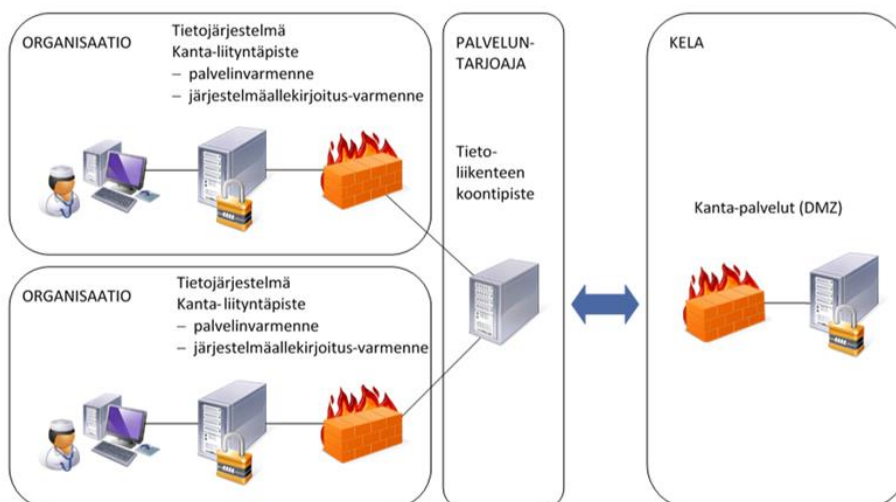 ORGANISAATIO
Tietojärjestelmä
Kanta-liityntäpiste
– palvelinvarmenne
– järjestelmäallekirjoitus-varmenne
ORGANISAATIO
Tietojärjestelmä
Kanta-liityntäpiste
– palvelinvarmenne
– järjestelmäallekirjoitus-varmenne
PALVELUN-
TARJOAJA
Tieto-
liikenteen
koontipiste
KELA
Kanta-palvelut (DMZ)